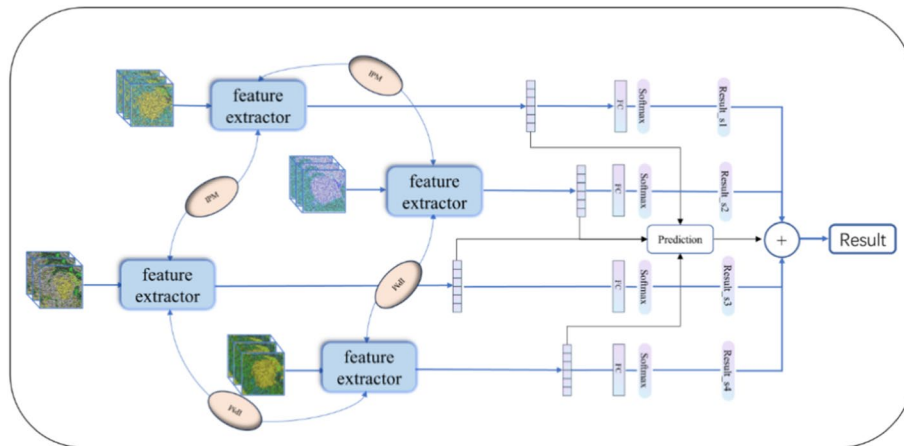 IPM
feature
extractor
FC
Softmax
Result_s1
IPM
feature
extractor
FC
Softmax
Result_s2
Prediction
+
Result
feature
extractor
IPM
FC
Softmax
Result_s3
feature
extractor
FC
Softmax
Result_s4
IPM